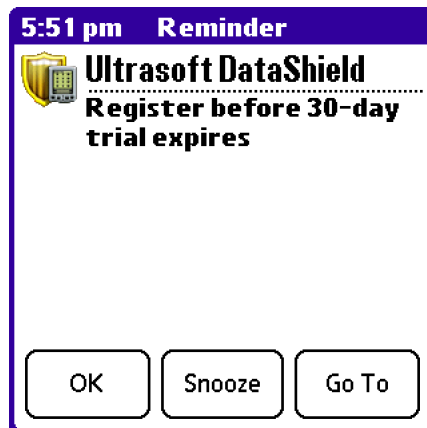 5:51 pm Reminder
Ultrasoft DataShield
Register before 30-day
trial expires
OK Snooze Go To